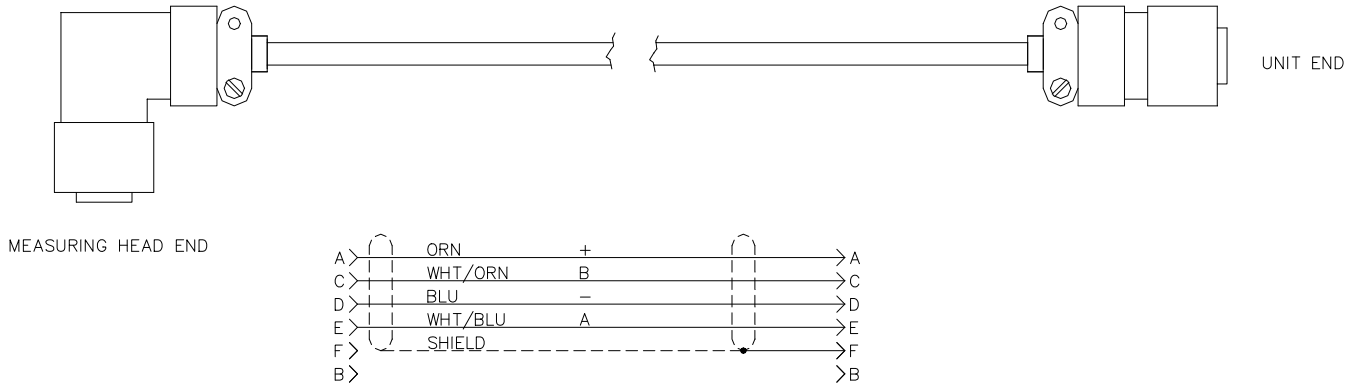 UNIT END
MEASURING HEAD END
A ORN + A
C WHT/ORN B C
D BLU - D
E WHT/BLU A E
F SHIELD F
B B